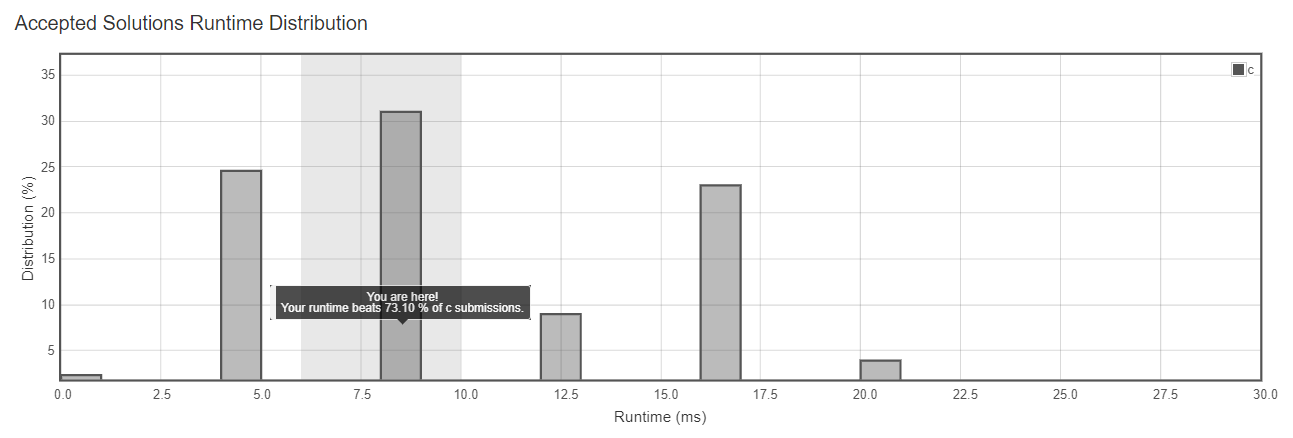 Accepted Solutions Runtime Distribution
c
35
30
25
20
15
10
5
Distribution (%)
You are here!
Your runtime beats 73.10 % of c submissions.
0.0 2.5 5.0 7.5 10.0 12.5 15.0 17.5 20.0 22.5 25.0 27.5 30.0
Runtime (ms)